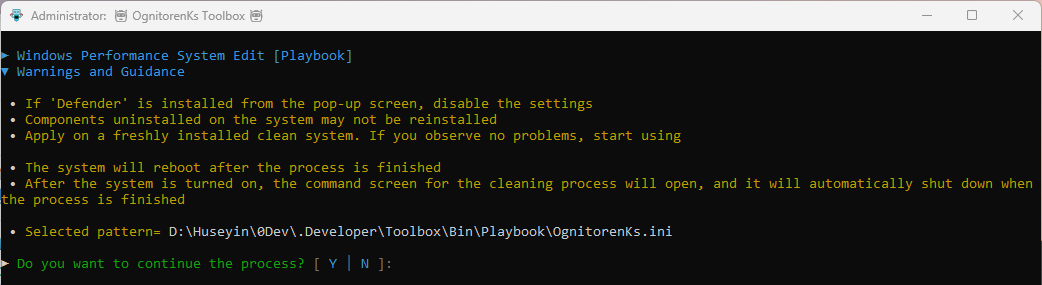 Administrator: OgnitorenKs Toolbox
► Windows Performance System Edit [Playbook]
▼ Warnings and Guidance
• If 'Defender' is installed from the pop-up screen, disable the settings
• Components uninstalled on the system may not be reinstalled
• Apply on a freshly installed clean system. If you observe no problems, start using
• The system will reboot after the process is finished
• After the system is turned on, the command screen for the cleaning process will open, and it will automatically shut down when
the process is finished
• Selected pattern= D:\Huseyin\0Dev\.Developer\Toolbox\Bin\Playbook\OgnitorenKs.ini
► Do you want to continue the process? [ Y | N ]: